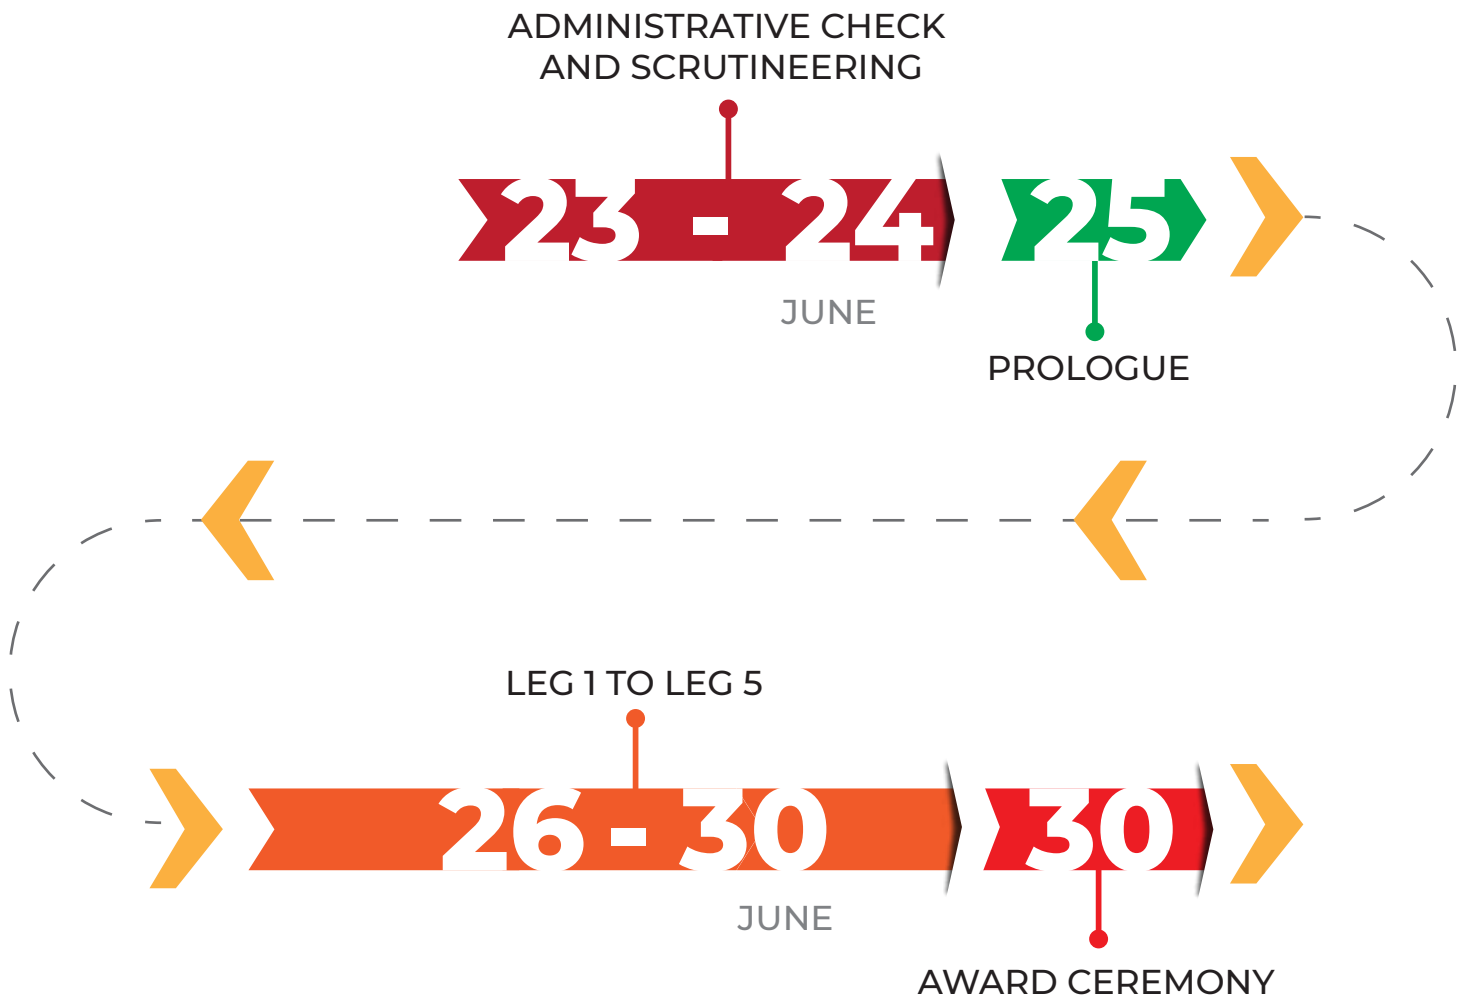 ADMINISTRATIVE CHECK
AND SCRUTINEERING
23 - 24
25
JUNE
PROLOGUE
LEG 1 TO LEG 5
26 - 30
30
JUNE
AWARD CEREMONY